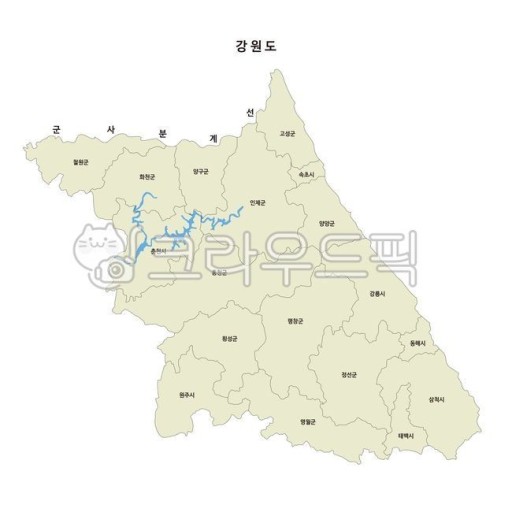 강원도
군 사 분 계 선
고성군
철원군
화천군
양구군
속초시
인제군
양양군
춘천시
홍천군
크라우드픽
강릉시
평창군
횡성군
동해시
정선군
원주시
삼척시
영월군
태백시